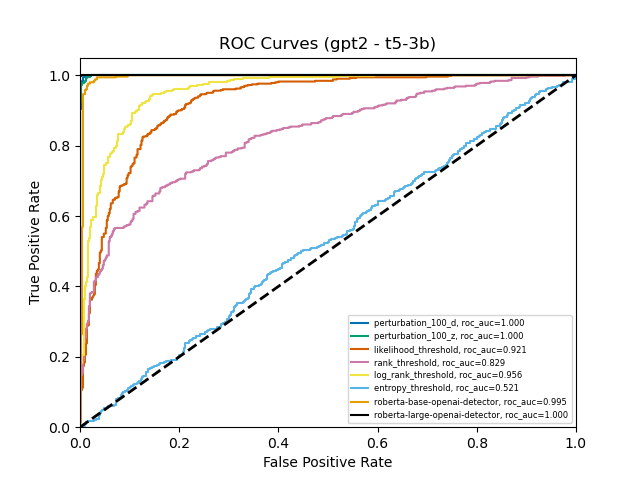 ROC Curves (gpt2 - t5-3b)
True Positive Rate
1.0
0.8
0.6
0.4
0.2
0.0
perturbation_100_d, roc_auc=1.000
perturbation_100_z, roc_auc=1.000
likelihood_threshold, roc_auc=0.921
rank_threshold, roc_auc=0.829
log_rank_threshold, roc_auc=0.956
entropy_threshold, roc_auc=0.521
roberta-base-openai-detector, roc_auc=0.995
roberta-large-openai-detector, roc_auc=1.000
0.0 0.2 0.4 0.6 0.8 1.0
False Positive Rate